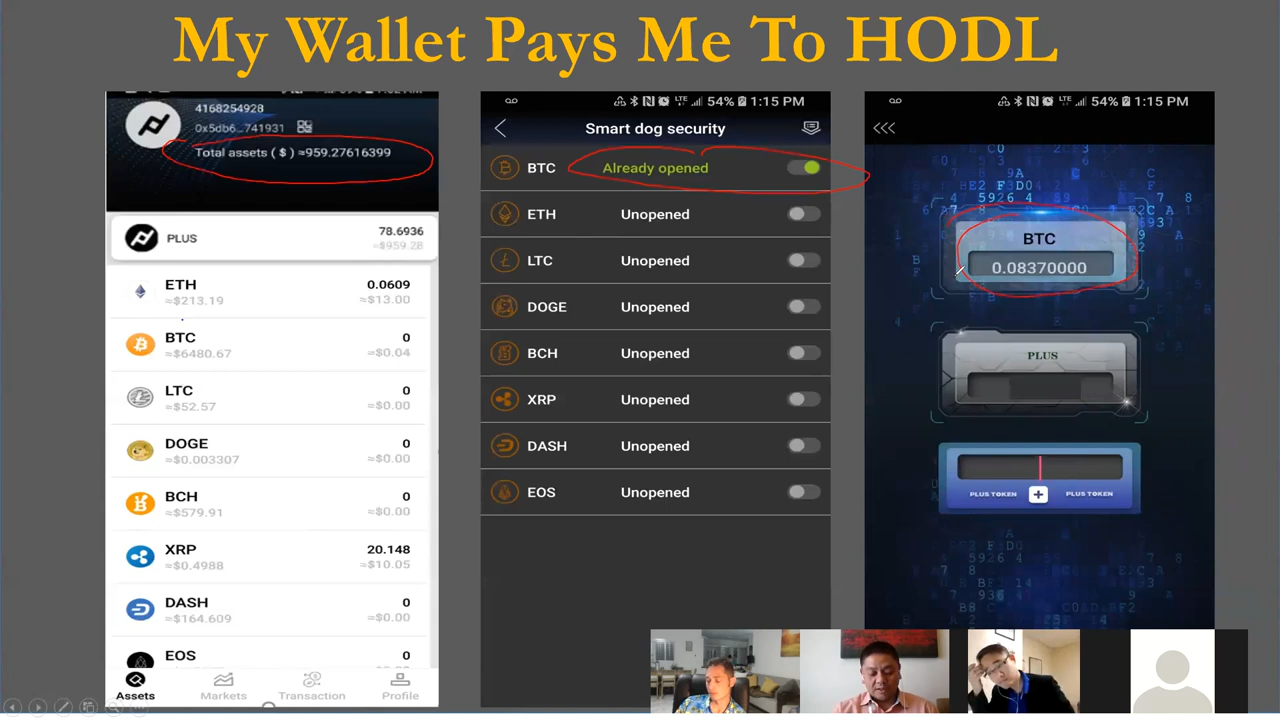 My Wallet Pays Me To HODL
4168254928
0x5db6...741931
Total assets ( $ ) ≈959.27616399
PLUS 78.6936
≈$959.28
ETH 0.0609
≈$213.19 ≈$13.00
BTC 0
≈$6480.67 ≈$0.04
LTC 0
≈$52.57 ≈$0.00
DOGE 0
≈$0.003307 ≈$0.00
BCH 0
≈$579.91 ≈$0.00
XRP 20.148
≈$0.4988 ≈$10.05
DASH 0
≈$164.609 ≈$0.00
EOS 0
Assets Markets Transaction Profile
LTE 54% 1:15 PM
Smart dog security
BTC Already opened
ETH Unopened
LTC Unopened
DOGE Unopened
BCH Unopened
XRP Unopened
DASH Unopened
EOS Unopened
LTE 54% 1:15 PM
BTC
0.08370000
PLUS
PLUS TOKEN PLUS TOKEN